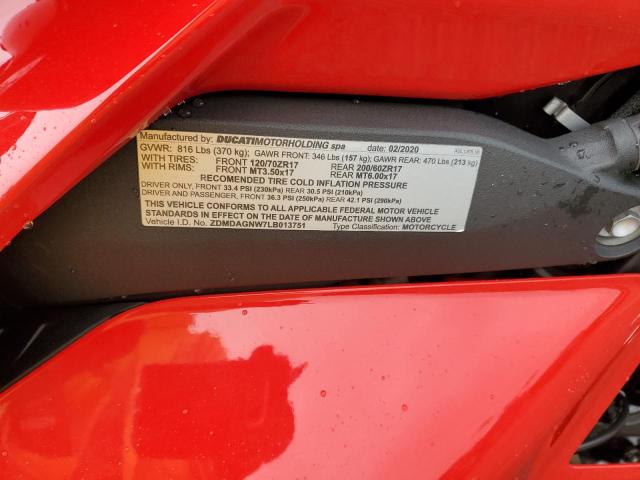 Manufactured by: DUCATIMOTORHOLDING spa date: 02/2020
GVWR: 816 Lbs (370 kg); GAWR FRONT: 346 Lbs (157 kg) GAWR REAR: 470 Lbs (213 kg)
WITH TIRES: FRONT 120/70ZR17 REAR 200/60ZR17
WITH RIMS: FRONT MT3.50x17 REAR MT6.00x17
RECOMENDED TIRE COLD INFLATION PRESSURE
DRIVER ONLY, FRONT 33.4 PSI (230kPa) REAR 30.5 PSI (210kPa)
DRIVER AND PASSENGER, FRONT 36.3 PSI (250kPa) REAR 42.1 PSI (290kPa)
THIS VEHICLE CONFORMS TO ALL APPLICABLE FEDERAL MOTOR VEHICLE
STANDARDS IN EFFECT ON THE DATE OF MANUFACTURE SHOWN ABOVE
Vehicle I.D. No. ZDMDAGNW7LB013751 Type Classification: MOTORCYCLE